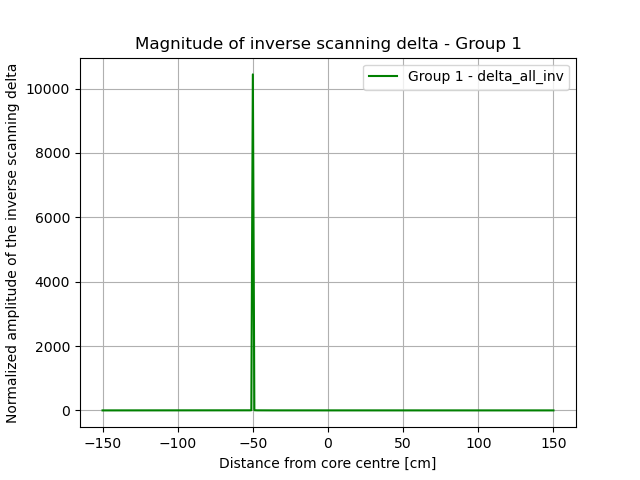 Magnitude of inverse scanning delta - Group 1
Group 1 - delta_all_inv
Normalized amplitude of the inverse scanning delta
10000
8000
6000
4000
2000
0
−150 −100 −50 0 50 100 150
Distance from core centre [cm]